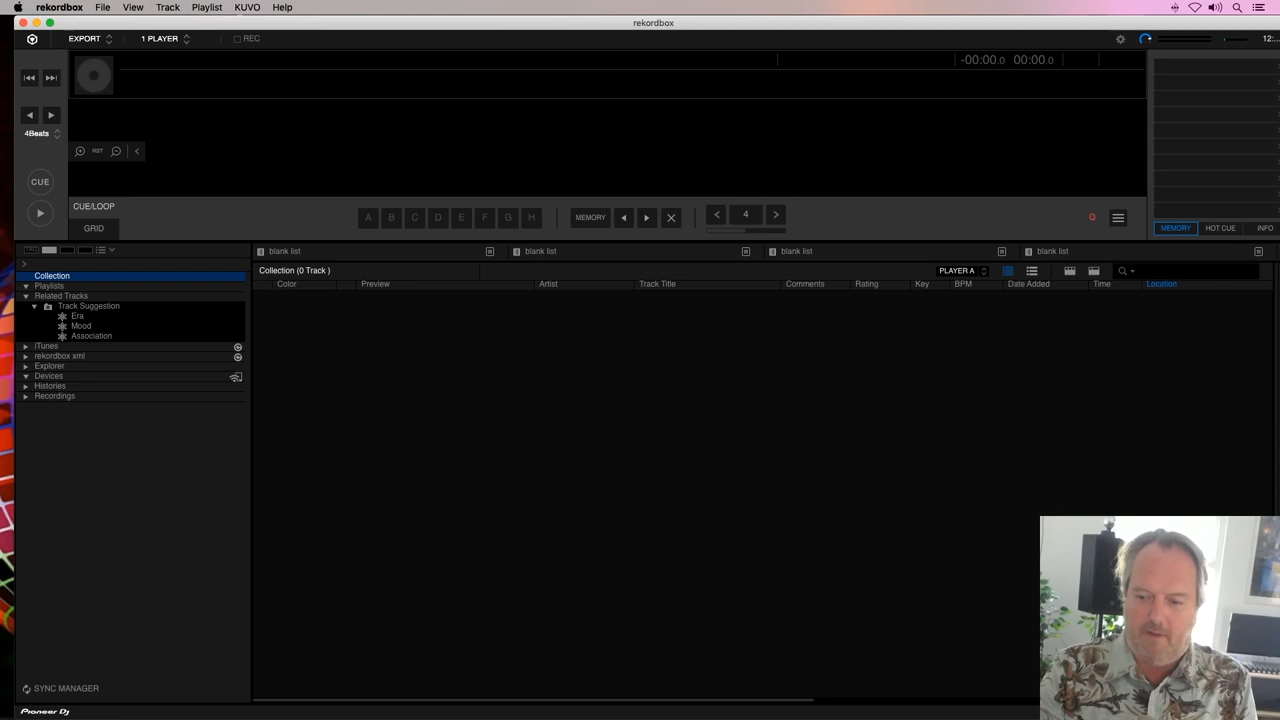 rekordbox File View Track Playlist KUVO Help
rekordbox
EXPORT 1 PLAYER REC 12:...
-00:00.0 00:00.0
4Beats
RST
CUE
CUE/LOOP
GRID
A B C D E F G H MEMORY 4 Q
MEMORY HOT CUE INFO
blank list blank list blank list blank list
Collection (0 Track ) PLAYER A
Color Preview Artist Track Title Comments Rating Key BPM Date Added Time Location
Collection
Playlists
Related Tracks
Track Suggestion
Era
Mood
Association
iTunes
rekordbox xml
Explorer
Devices
Histories
Recordings
SYNC MANAGER
Pioneer Dj